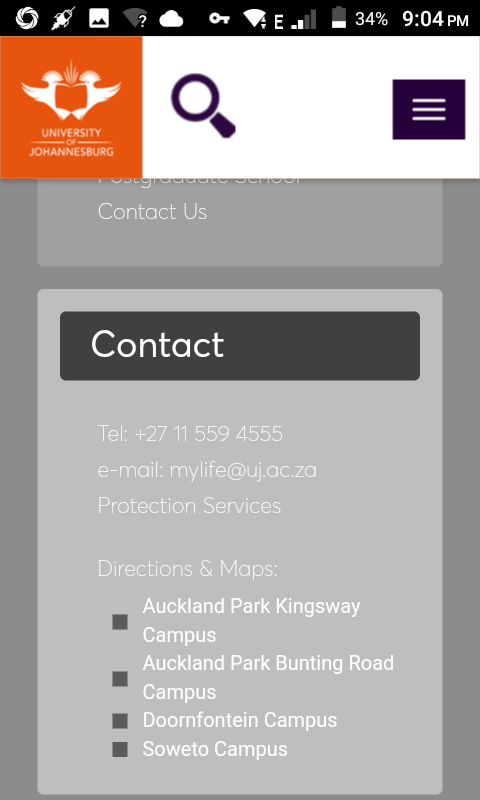 E 34% 9:04 PM
UNIVERSITY
OF
JOHANNESBURG
Postgraduate School
Contact Us
Contact
Tel: +27 11 559 4555
e-mail: mylife@uj.ac.za
Protection Services
Directions & Maps:
Auckland Park Kingsway
Campus
Auckland Park Bunting Road
Campus
Doornfontein Campus
Soweto Campus